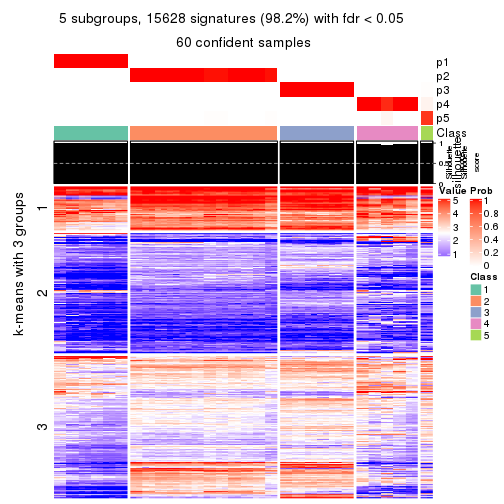 5 subgroups, 15628 signatures (98.2%) with fdr < 0.05
60 confident samples
p1
p2
p3
p4
p5
Class
1
0.5
0
silhouette
Silhouette
score
k-means with 3 groups
1
2
3
Value
5
4
3
2
1
Prob
1
0.8
0.6
0.4
0.2
0
Class
1
2
3
4
5